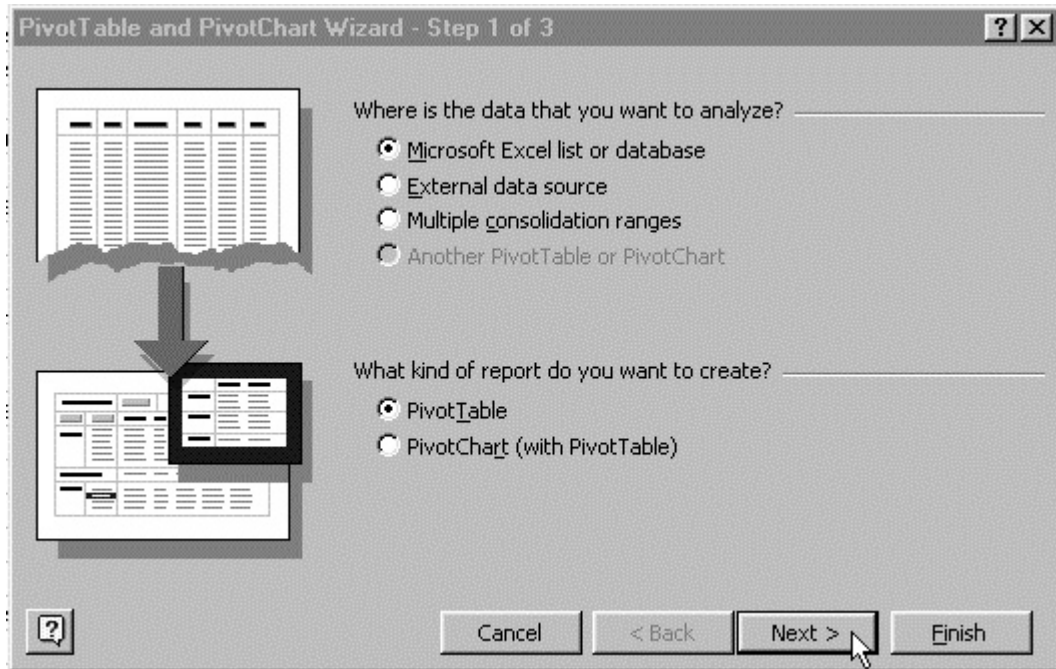 PivotTable and PivotChart Wizard - Step 1 of 3
Where is the data that you want to analyze?
Microsoft Excel list or database
External data source
Multiple consolidation ranges
Another PivotTable or PivotChart
What kind of report do you want to create?
PivotTable
PivotChart (with PivotTable)
Cancel
< Back
Next >
Finish